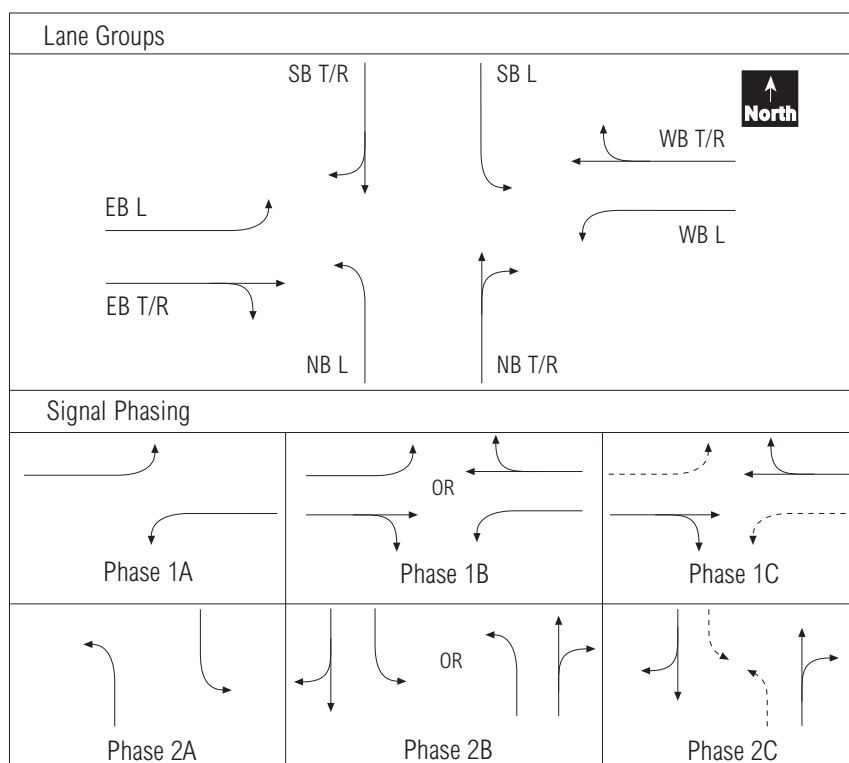 Lane Groups
SB T/R
SB L
North
WB T/R
EB L
WB L
EB T/R
NB L
NB T/R
Signal Phasing
OR
Phase 1A
Phase 1B
Phase 1C
OR
Phase 2A
Phase 2B
Phase 2C